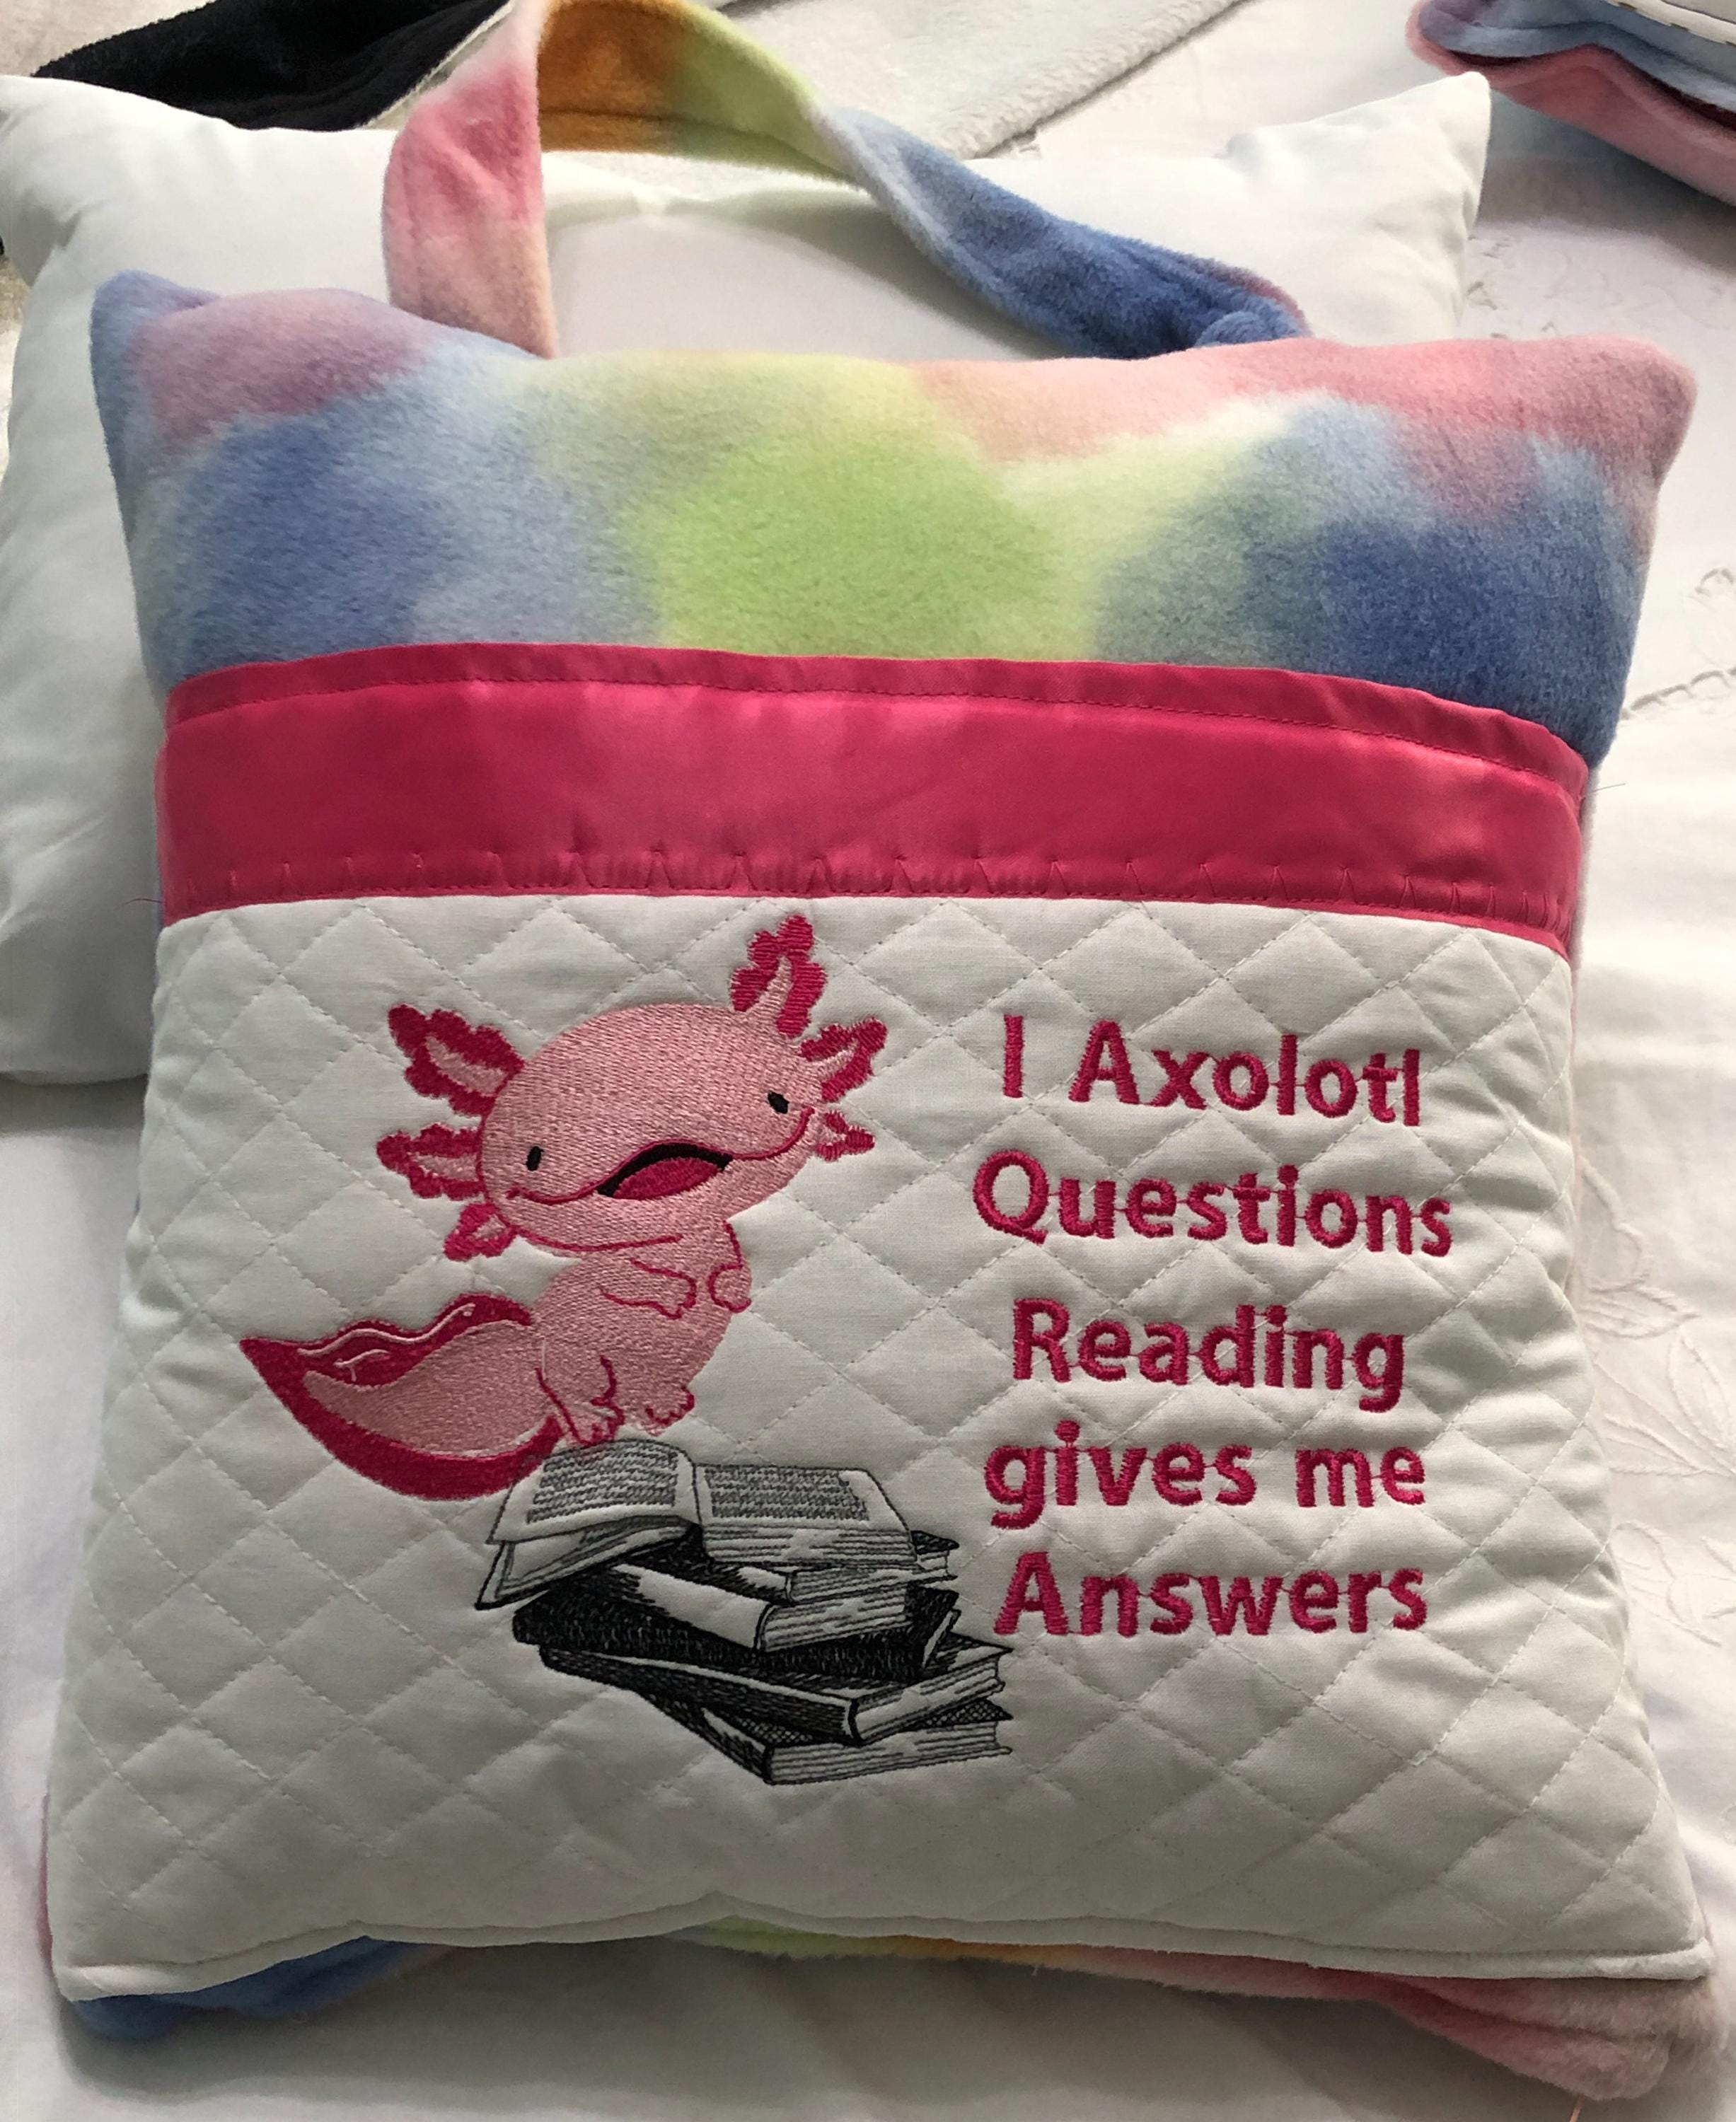 I Axolotl
Questions
Reading
gives me
Answers